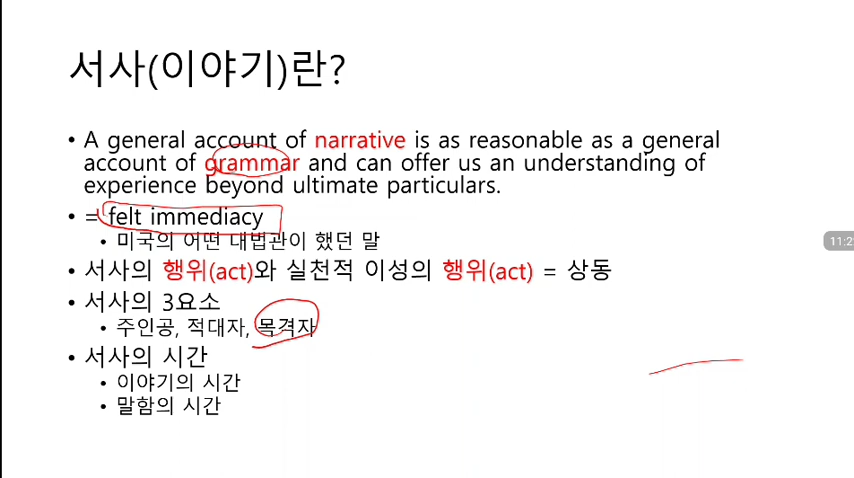 서사(이야기)란?
• A general account of narrative is as reasonable as a general
account of grammar and can offer us an understanding of
experience beyond ultimate particulars.
• = felt immediacy
• 미국의 어떤 대법관이 했던 말
• 서사의 행위(act)와 실천적 이성의 행위(act) = 상동
• 서사의 3요소
• 주인공, 적대자, 목격자
• 서사의 시간
• 이야기의 시간
• 말함의 시간